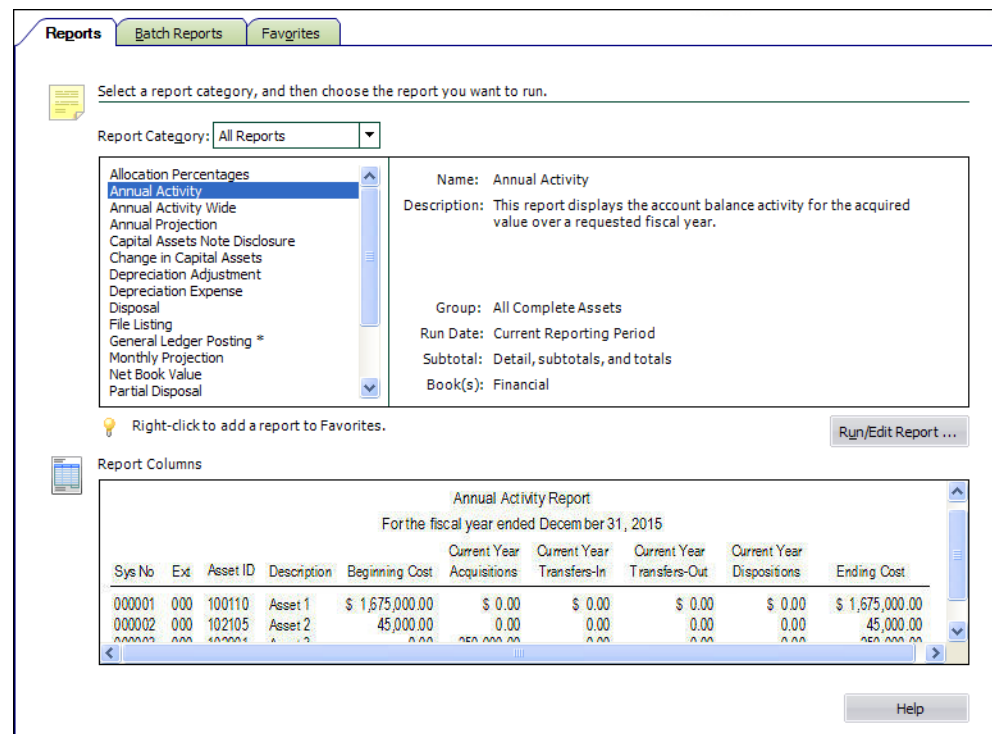 Reports Batch Reports Favorites
Select a report category, and then choose the report you want to run.
Report Category: All Reports
Allocation Percentages
Annual Activity
Annual Activity Wide
Annual Projection
Capital Assets Note Disclosure
Change in Capital Assets
Depreciation Adjustment
Depreciation Expense
Disposal
File Listing
General Ledger Posting *
Monthly Projection
Net Book Value
Partial Disposal
Name: Annual Activity
Description: This report displays the account balance activity for the acquired
value over a requested fiscal year.
Group: All Complete Assets
Run Date: Current Reporting Period
Subtotal: Detail, subtotals, and totals
Book(s): Financial
Right-click to add a report to Favorites.
Run/Edit Report ...
Report Columns
Annual Activity Report
For the fiscal year ended December 31, 2015
Current Year Current Year Current Year Current Year
Sys No Ext Asset ID Description Beginning Cost Acquisitions Transfers-In Transfers-Out Dispositions Ending Cost
000001 000 100110 Asset 1 $ 1,675,000.00 $ 0.00 $ 0.00 $ 0.00 $ 0.00 $ 1,675,000.00
000002 000 102105 Asset 2 45,000.00 0.00 0.00 0.00 0.00 45,000.00
Help